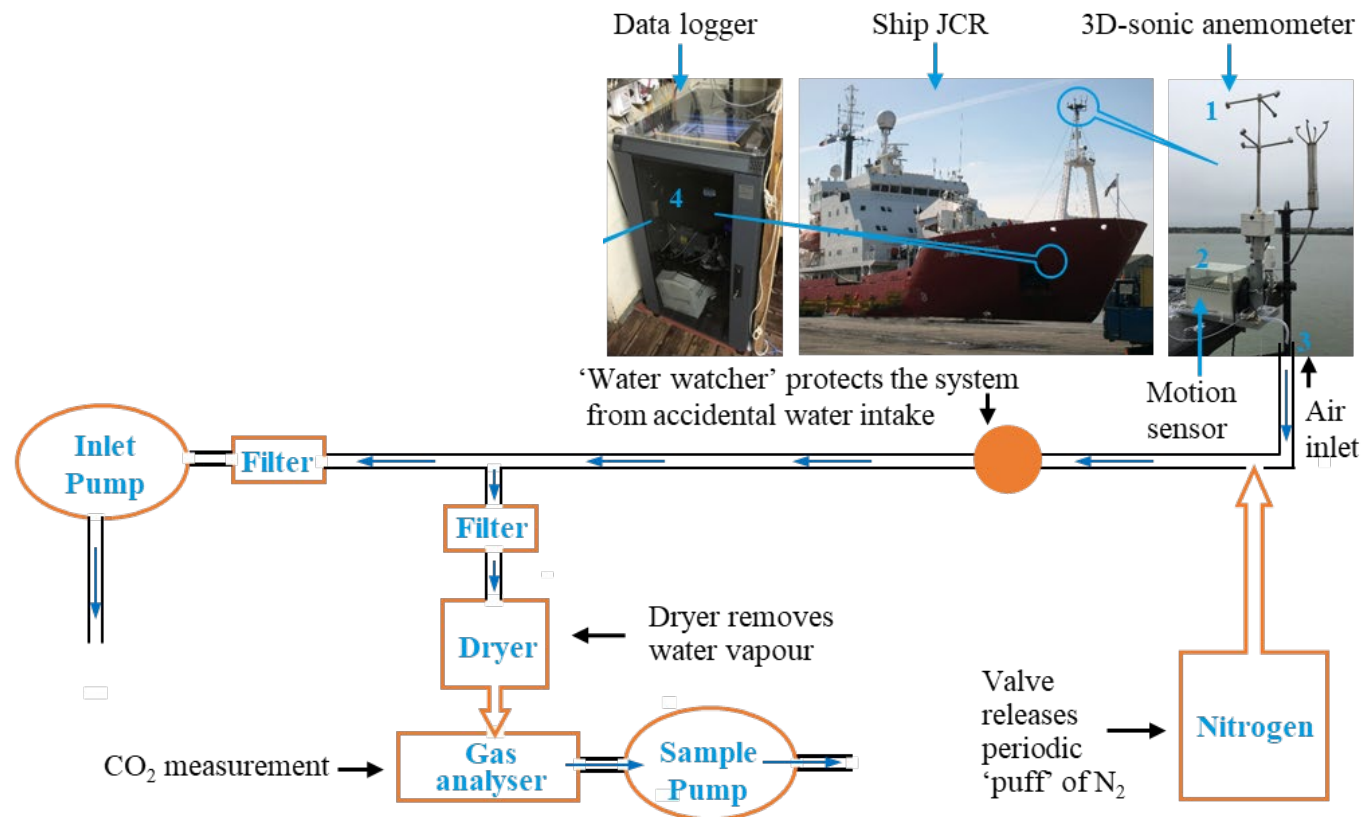 Data logger
Ship JCR
3D-sonic anemometer
1
4
2
3
'Water watcher' protects the system
from accidental water intake
Motion
sensor
Air
inlet
Inlet
Pump
Filter
Filter
Dryer
Dryer removes
water vapour
Valve
releases
periodic
'puff' of N₂
Nitrogen
CO₂ measurement
Gas
analyser
Sample
Pump